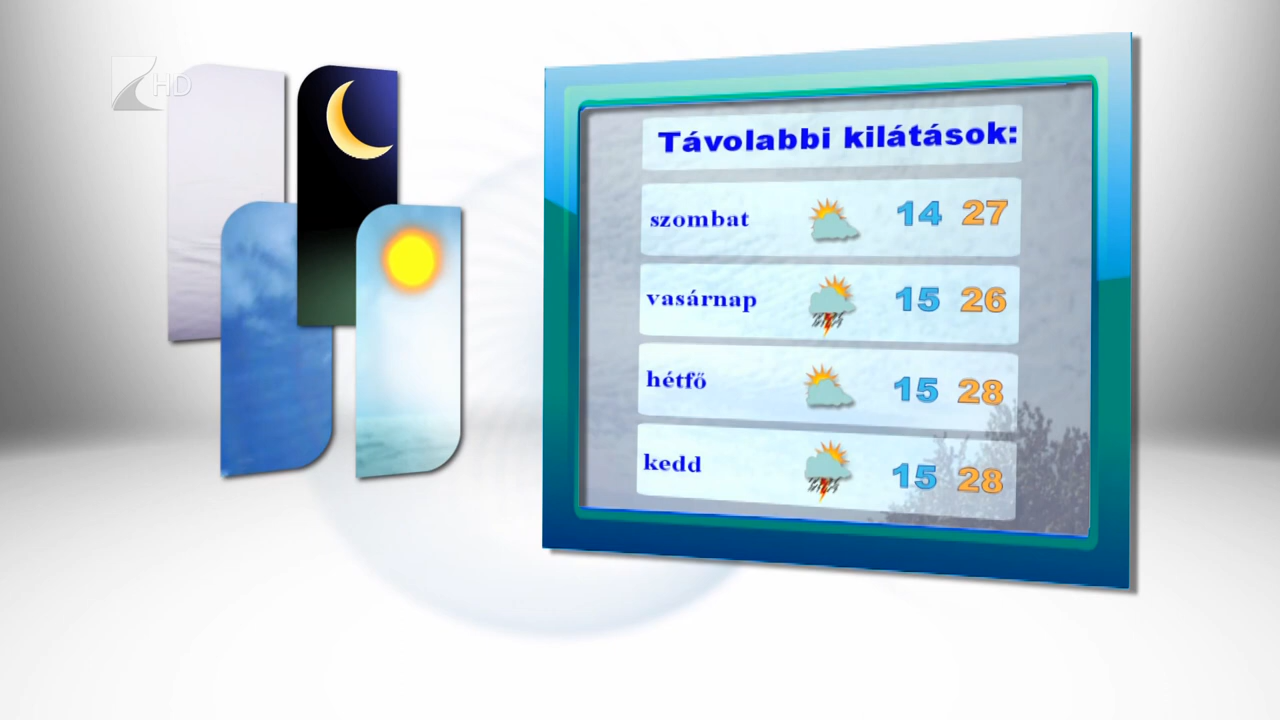 HD
Távolabbi kilátások:
szombat 14 27
vasárnap 15 26
hétfő 15 28
kedd 15 28